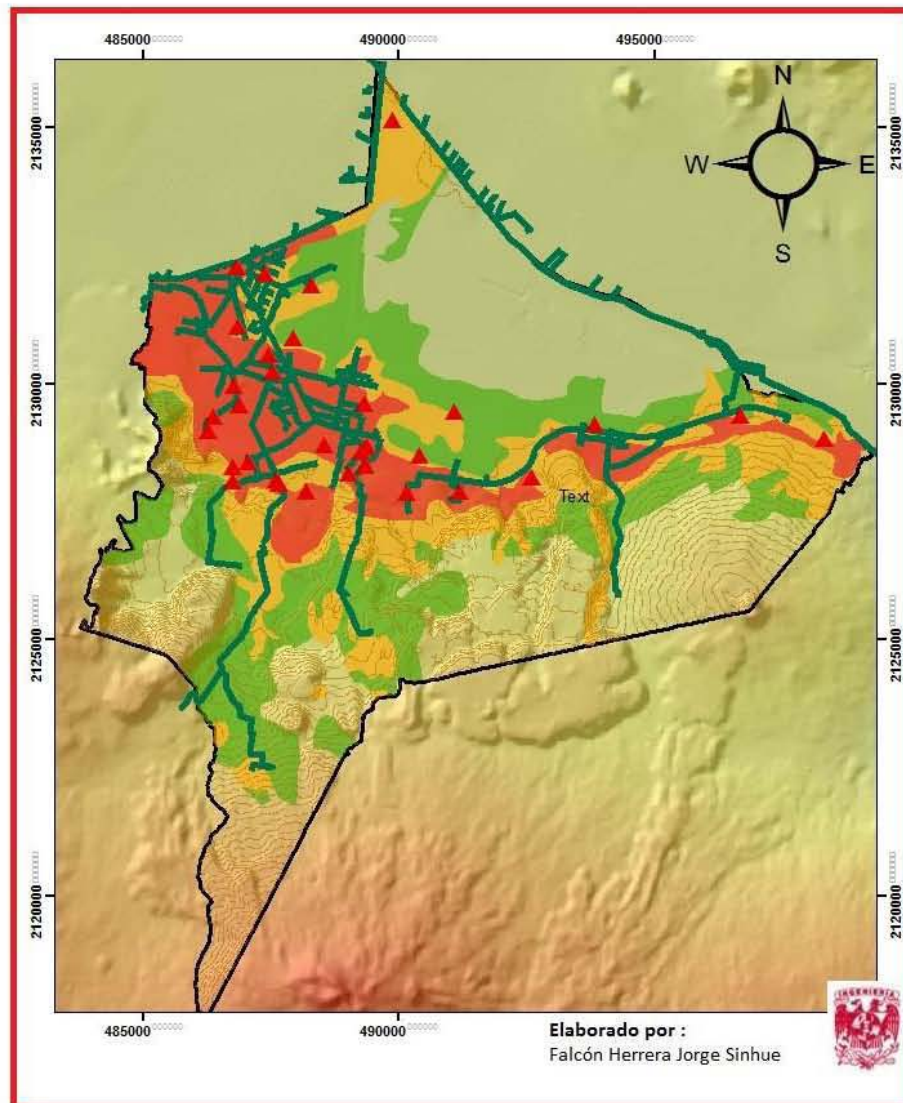 485000 490000 495000
N
W E
S
2135000 2135000
2130000 2130000
Text
2125000 2125000
2120000 2120000
485000 490000
Elaborado por :
Falcón Herrera Jorge Sinhue
INGENIERIA